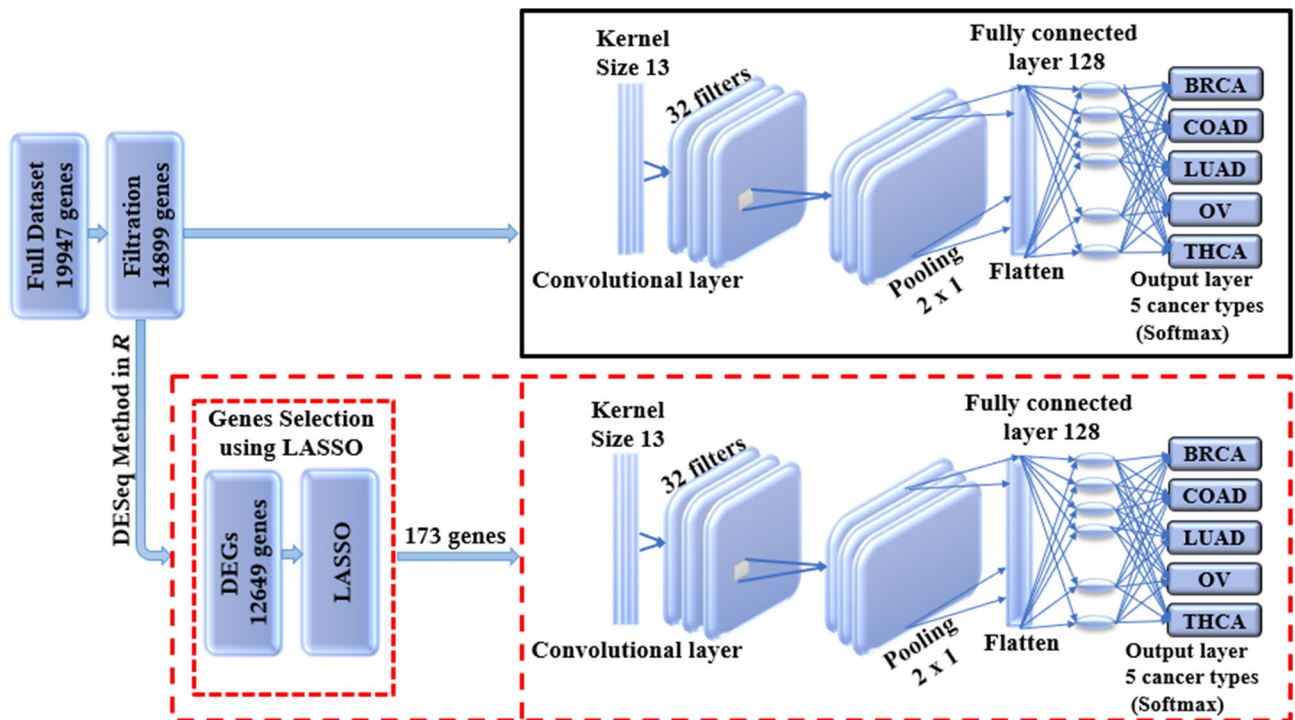 Full Dataset
19947 genes
Filtration
14899 genes
Kernel
Size 13
32 filters
Convolutional layer
Pooling
2 x 1
Fully connected
layer 128
Flatten
BRCA
COAD
LUAD
OV
THCA
Output layer
5 cancer types
(Softmax)
DESeq Method in R
Genes Selection
using LASSO
DEGs
12649 genes
LASSO
173 genes
Kernel
Size 13
32 filters
Convolutional layer
Pooling
2 x 1
Fully connected
layer 128
Flatten
BRCA
COAD
LUAD
OV
THCA
Output layer
5 cancer types
(Softmax)